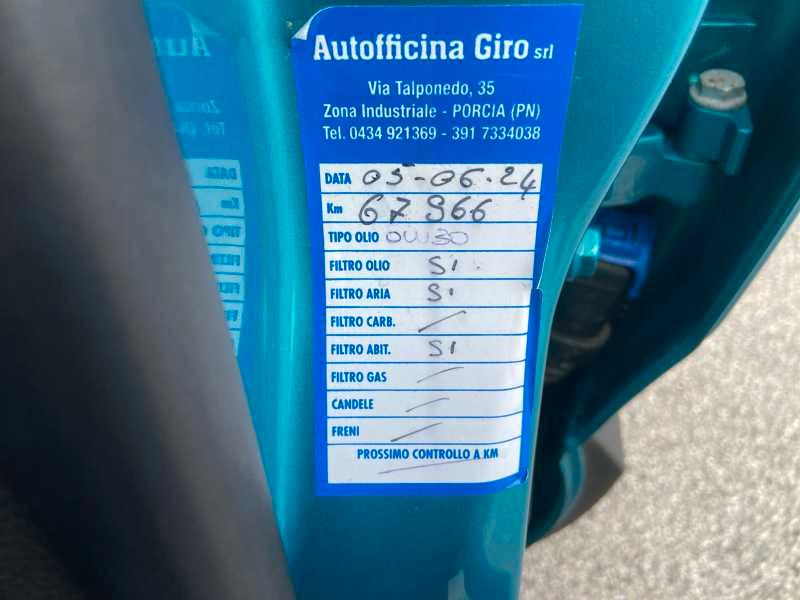 Autofficina Giro srl
Via Talponedo, 35
Zona Industriale - PORCIA (PN)
Tel. 0434 921369 - 391 7334038
DATA 05-06-24
Km 67966
TIPO OLIO 0W30
FILTRO OLIO SI
FILTRO ARIA SI
FILTRO CARB. /
FILTRO ABIT. SI
FILTRO GAS /
CANDELE /
FRENI /
PROSSIMO CONTROLLO A KM